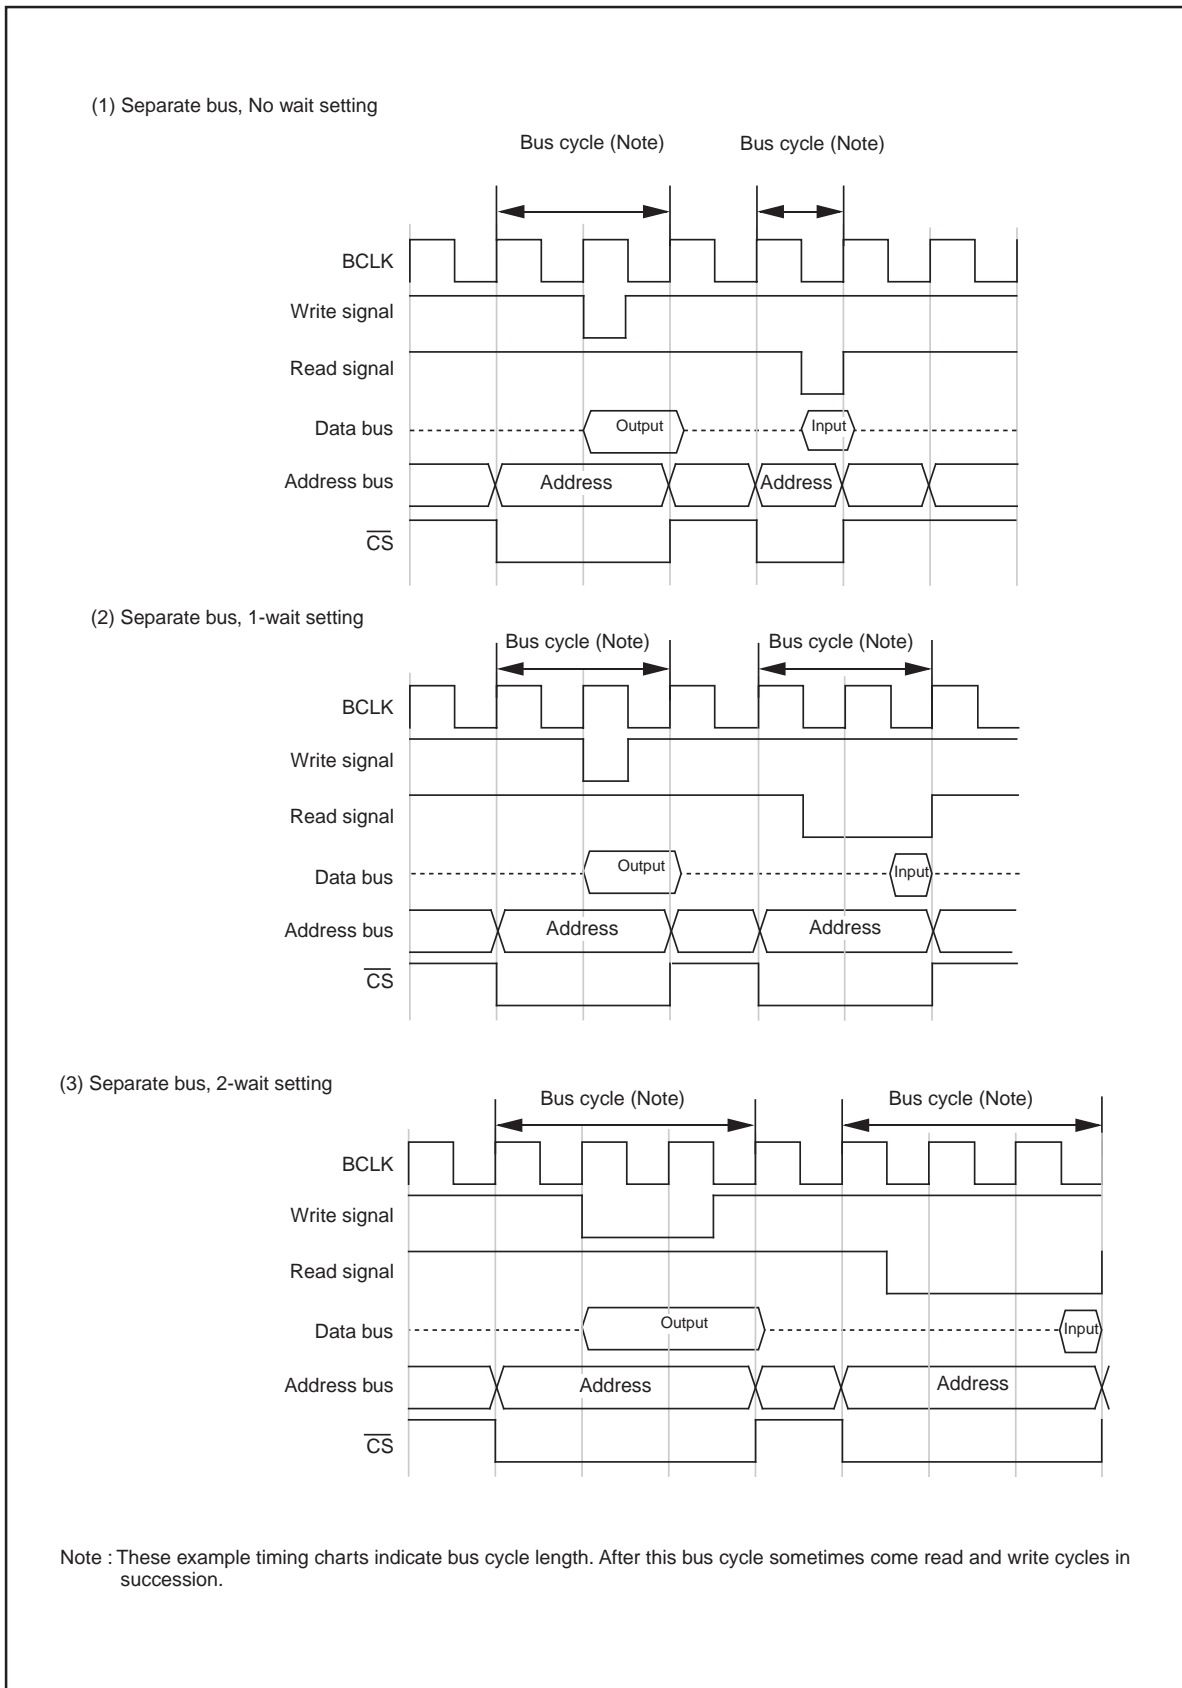 (1) Separate bus, No wait setting
Bus cycle (Note) Bus cycle (Note)
BCLK
Write signal
Read signal
Data bus Output Input
Address bus Address Address
CS
(2) Separate bus, 1-wait setting
Bus cycle (Note) Bus cycle (Note)
BCLK
Write signal
Read signal
Data bus Output Input
Address bus Address Address
CS
(3) Separate bus, 2-wait setting
Bus cycle (Note) Bus cycle (Note)
BCLK
Write signal
Read signal
Data bus Output Input
Address bus Address Address
CS
Note : These example timing charts indicate bus cycle length. After this bus cycle sometimes come read and write cycles in
succession.